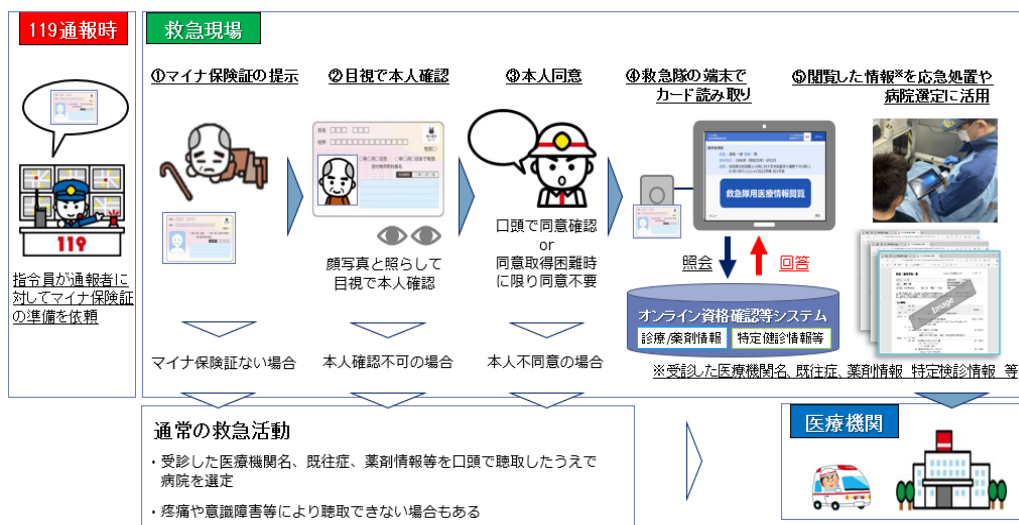 119通報時
救急現場
①マイナ保険証の提示
②目視で本人確認
③本人同意
④救急隊の端末で
カード読み取り
⑤閲覧した情報※を応急処置や
病院選定に活用
119
指令員が通報者に
対してマイナ保険証
の準備を依頼
顔写真と照らして
目視で本人確認
口頭で同意確認
or
同意取得困難時
に限り同意不要
救急隊用医療情報閲覧
照会
回答
オンライン資格確認等システム
診療/薬剤情報
特定健診情報等
Image
※受診した医療機関名、既往症、薬剤情報 特定検診情報 等
マイナ保険証ない場合
本人確認不可の場合
本人不同意の場合
通常の救急活動
・受診した医療機関名、既往症、薬剤情報等を口頭で聴取したうえで
病院を選定
・疼痛や意識障害等により聴取できない場合もある
医療機関